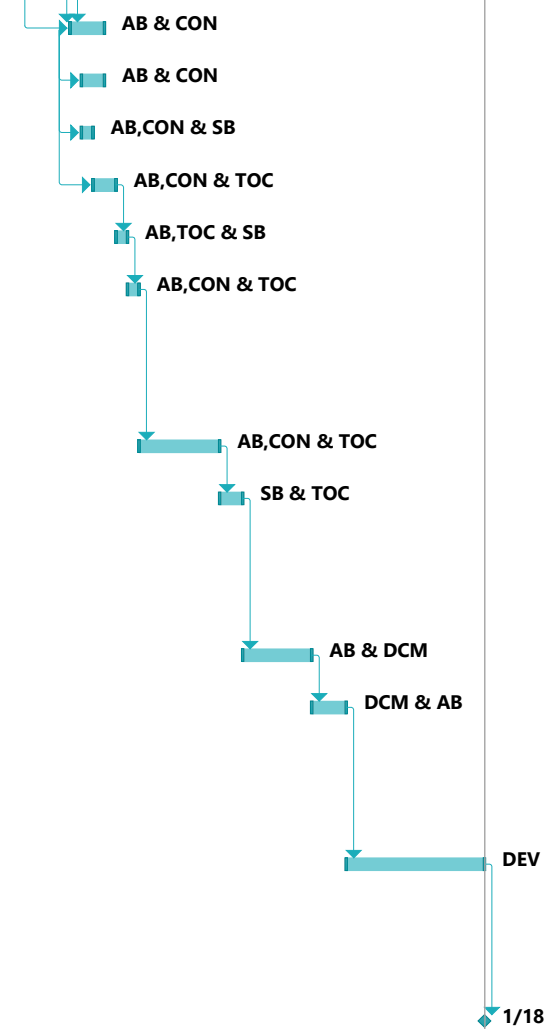 AB & CON
AB & CON
AB,CON & SB
AB,CON & TOC
AB,TOC & SB
AB,CON & TOC
AB,CON & TOC
SB & TOC
AB & DCM
DCM & AB
DEV
1/18